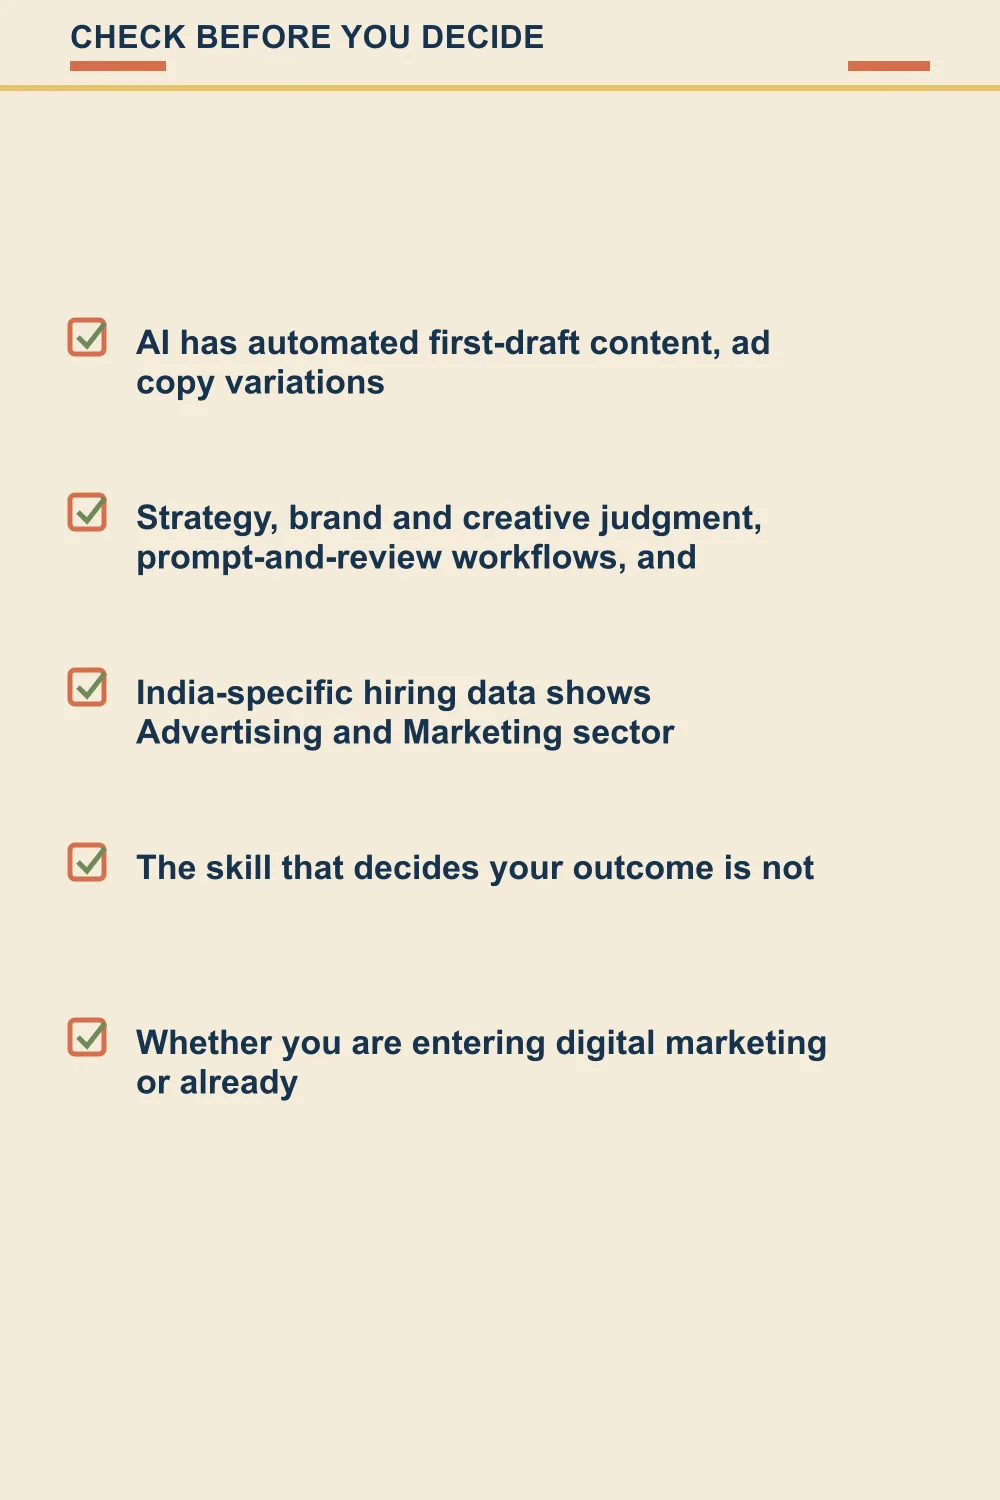 CHECK BEFORE YOU DECIDE
AI has automated first-draft content, ad
copy variations
Strategy, brand and creative judgment,
prompt-and-review workflows, and
India-specific hiring data shows
Advertising and Marketing sector
The skill that decides your outcome is not
Whether you are entering digital marketing
or already